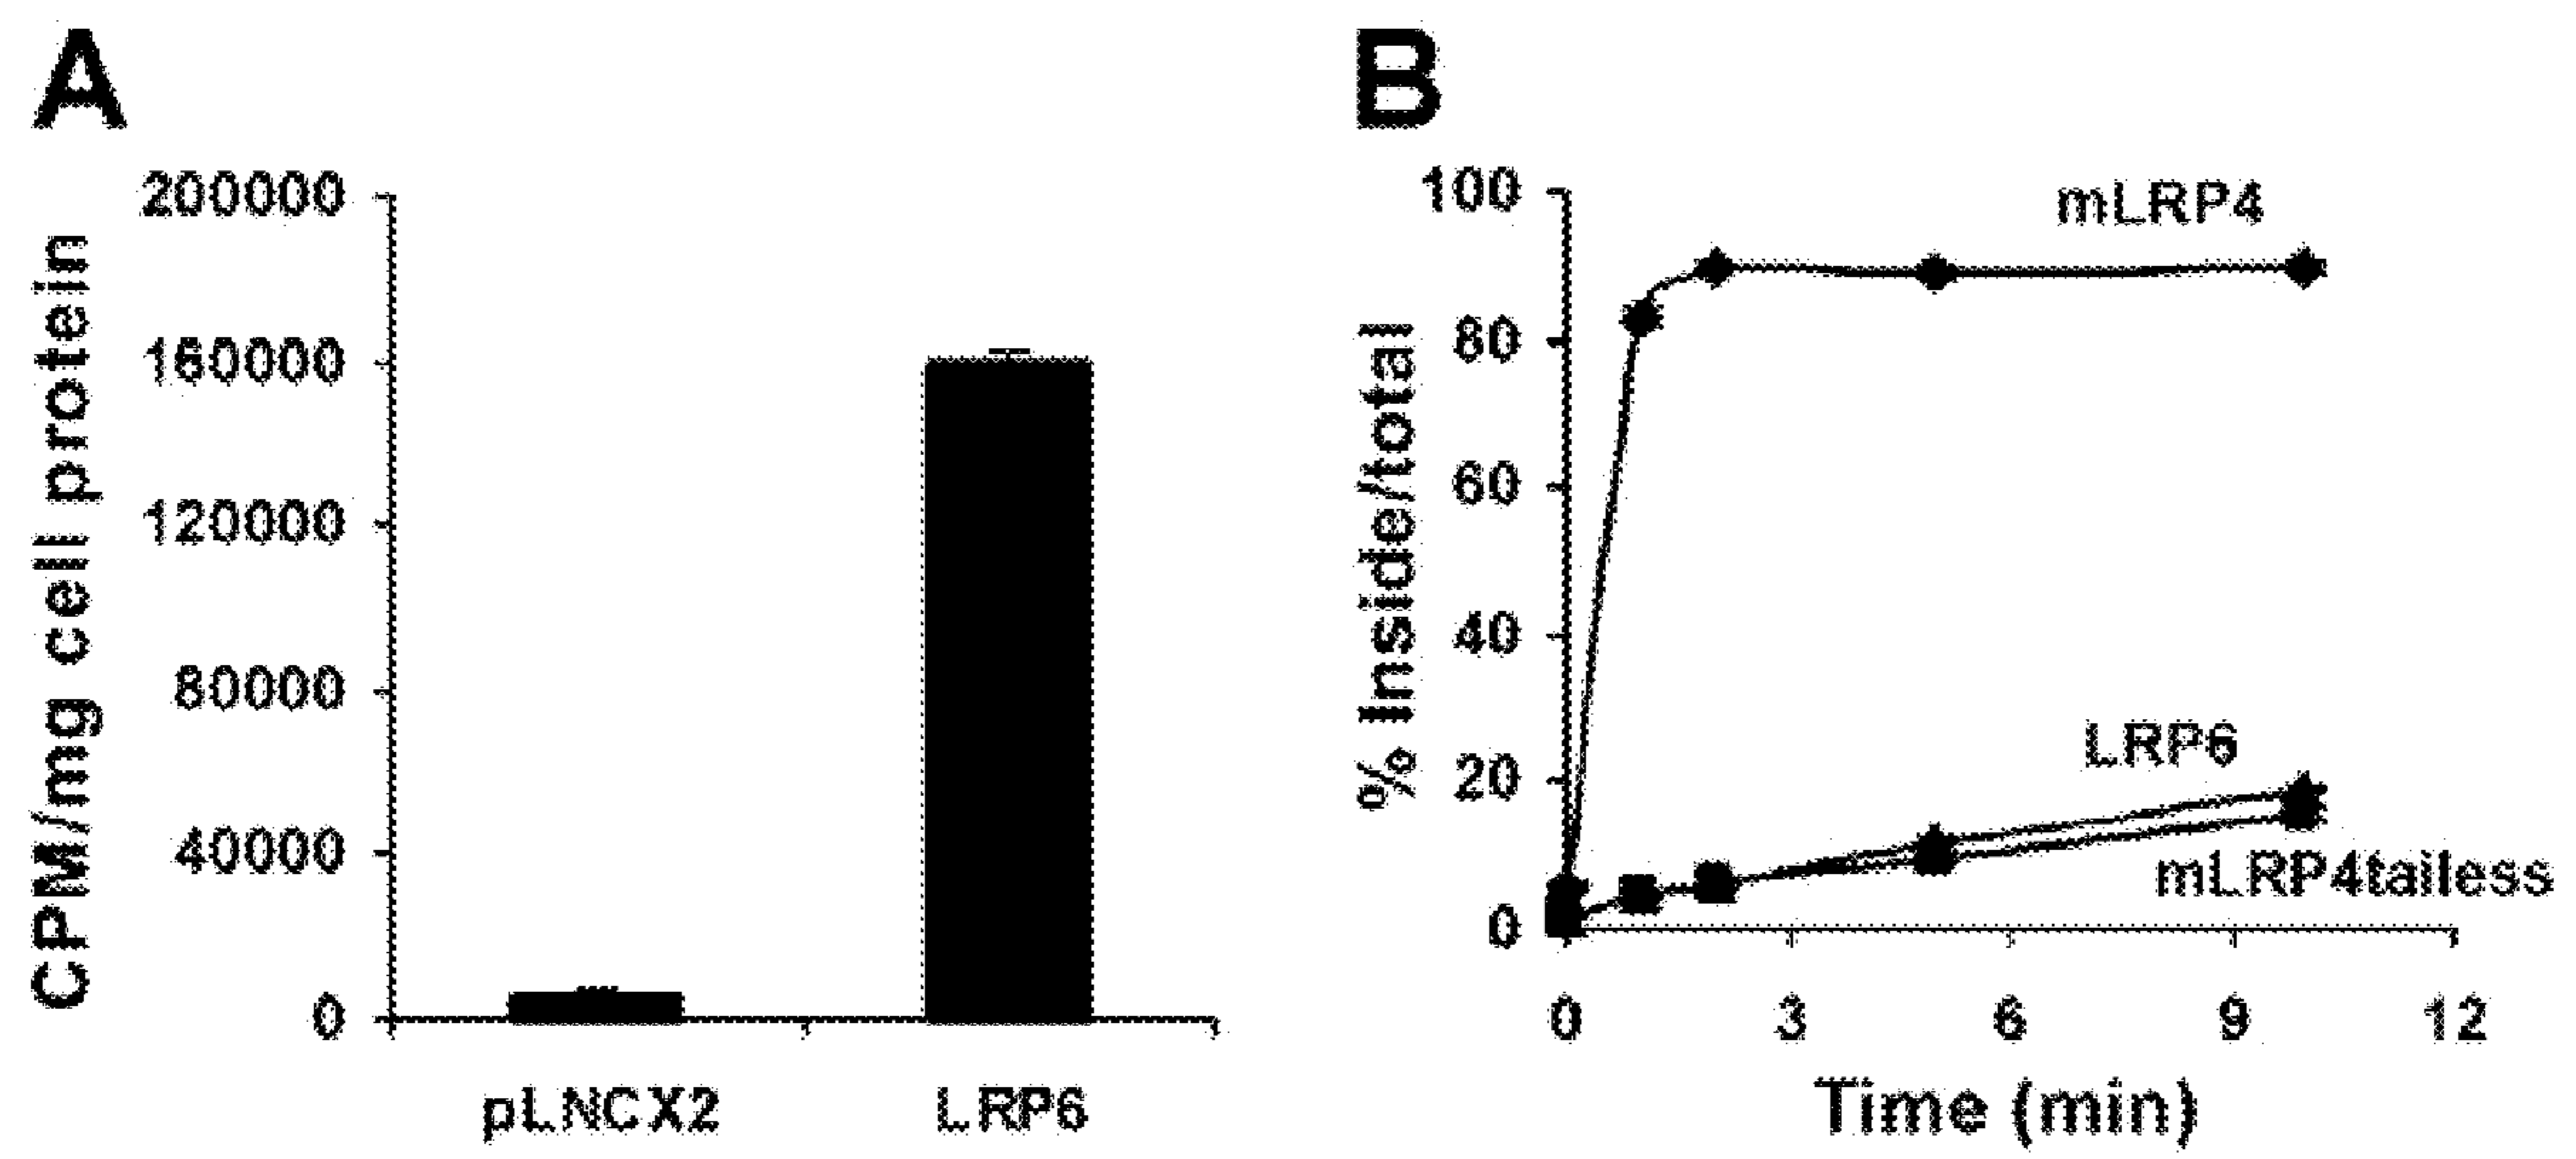 A
CPM/mg cell protein
200000
160000
120000
80000
40000
0
pLNCX2
LRP6
B
% Inside/total
100
80
60
40
20
0
mLRP4
LRP6
mLRP4tailess
0 3 6 9 12
Time (min)